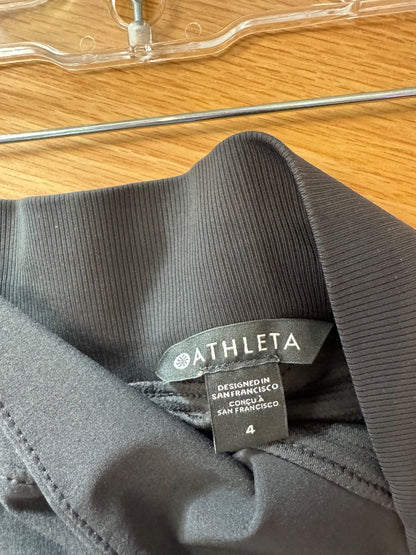 ATHLETA
DESIGNED IN
SAN FRANCISCO
CONÇU À
SAN FRANCISCO
4